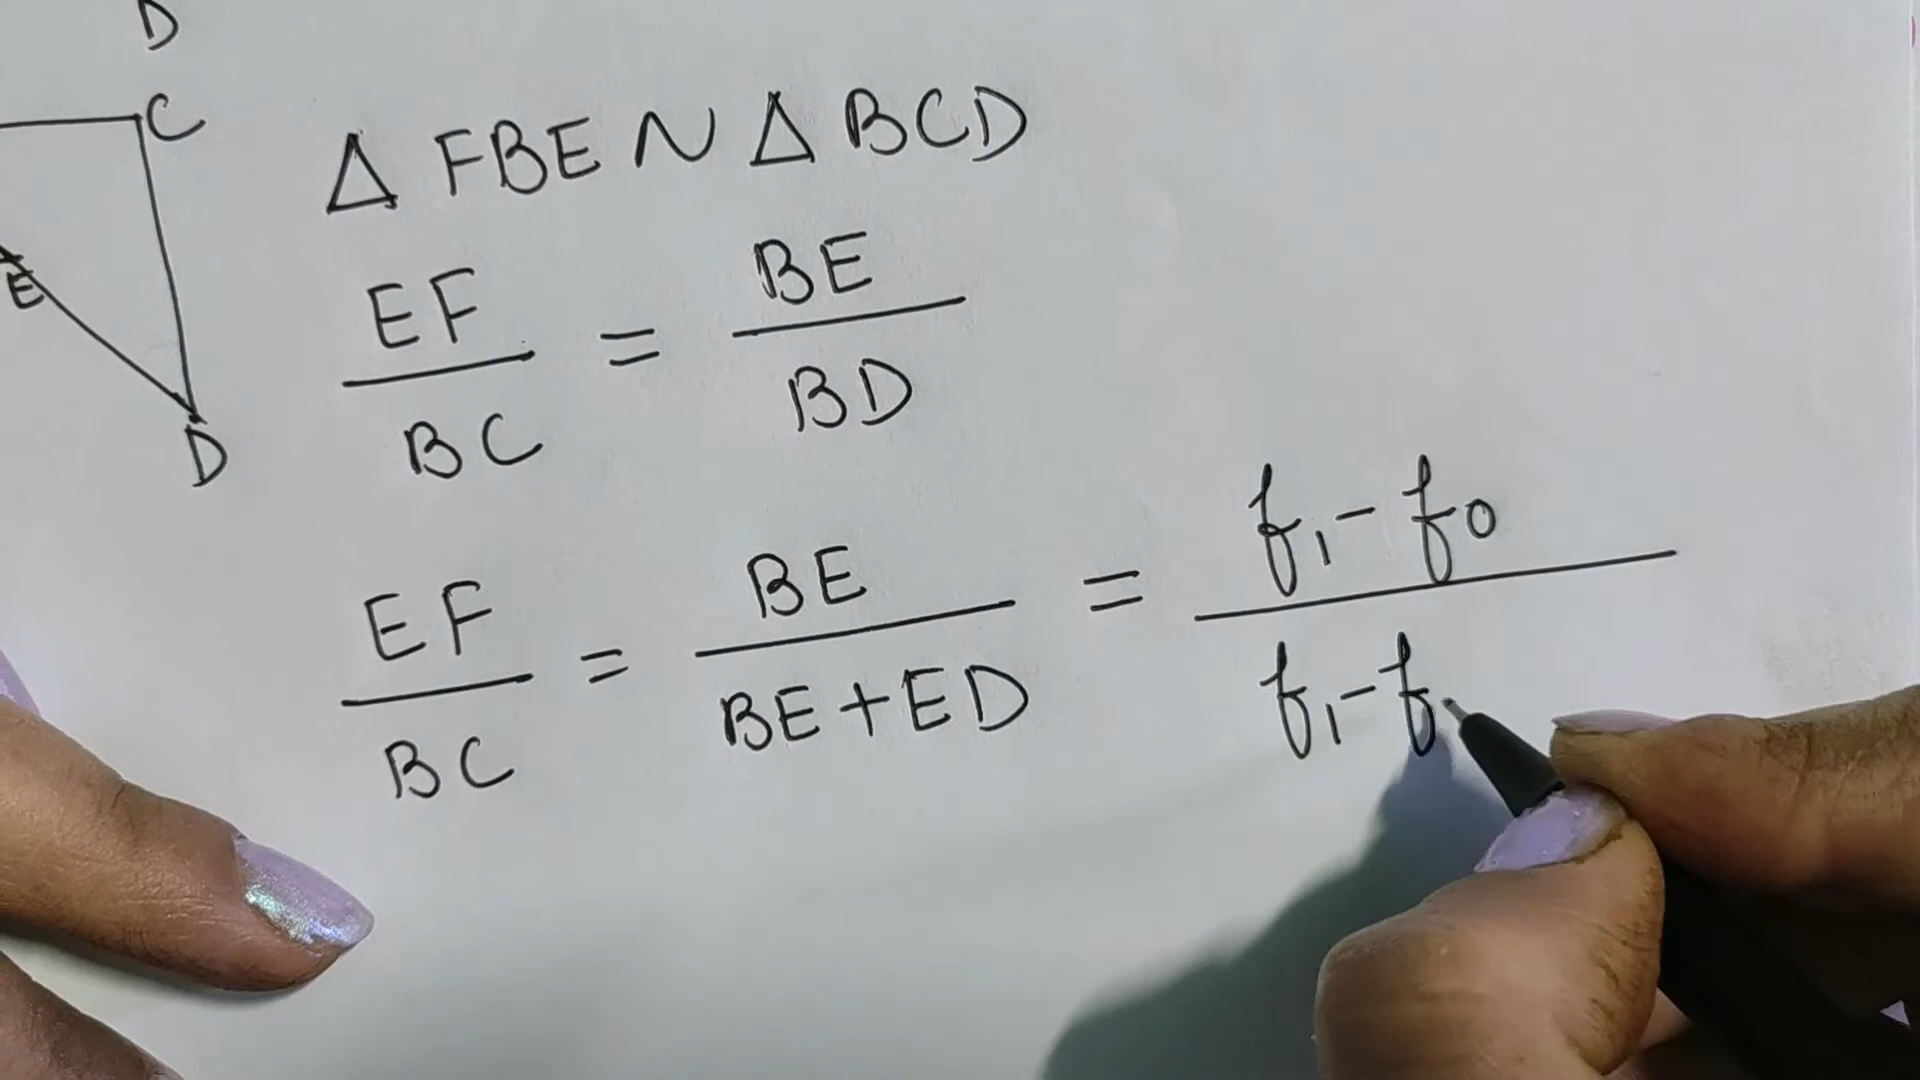 D
C
E
D
Δ FBE ~ Δ BCD
EF/BC = BE/BD
EF/BC = BE/BE+ED = f₁-f₀/f₁-f